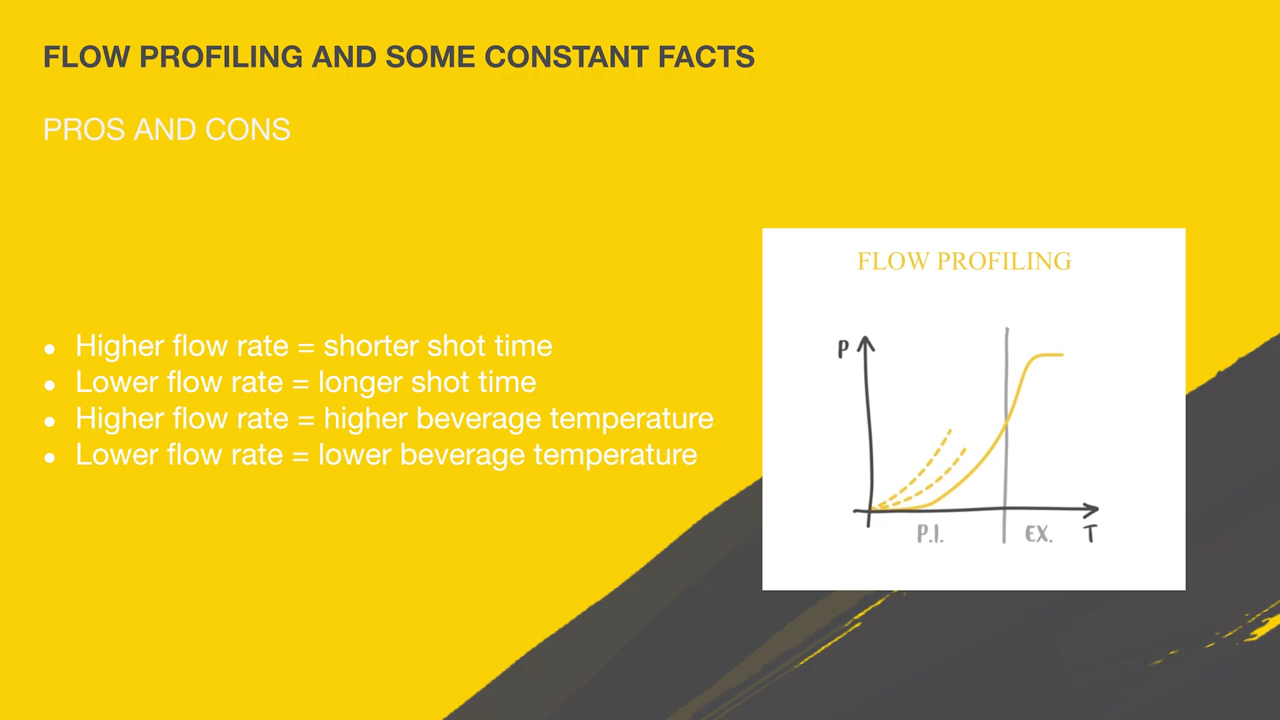 FLOW PROFILING AND SOME CONSTANT FACTS
PROS AND CONS
• Higher flow rate = shorter shot time
• Lower flow rate = longer shot time
• Higher flow rate = higher beverage temperature
• Lower flow rate = lower beverage temperature
FLOW PROFILING
P
P.I.
EX.
T